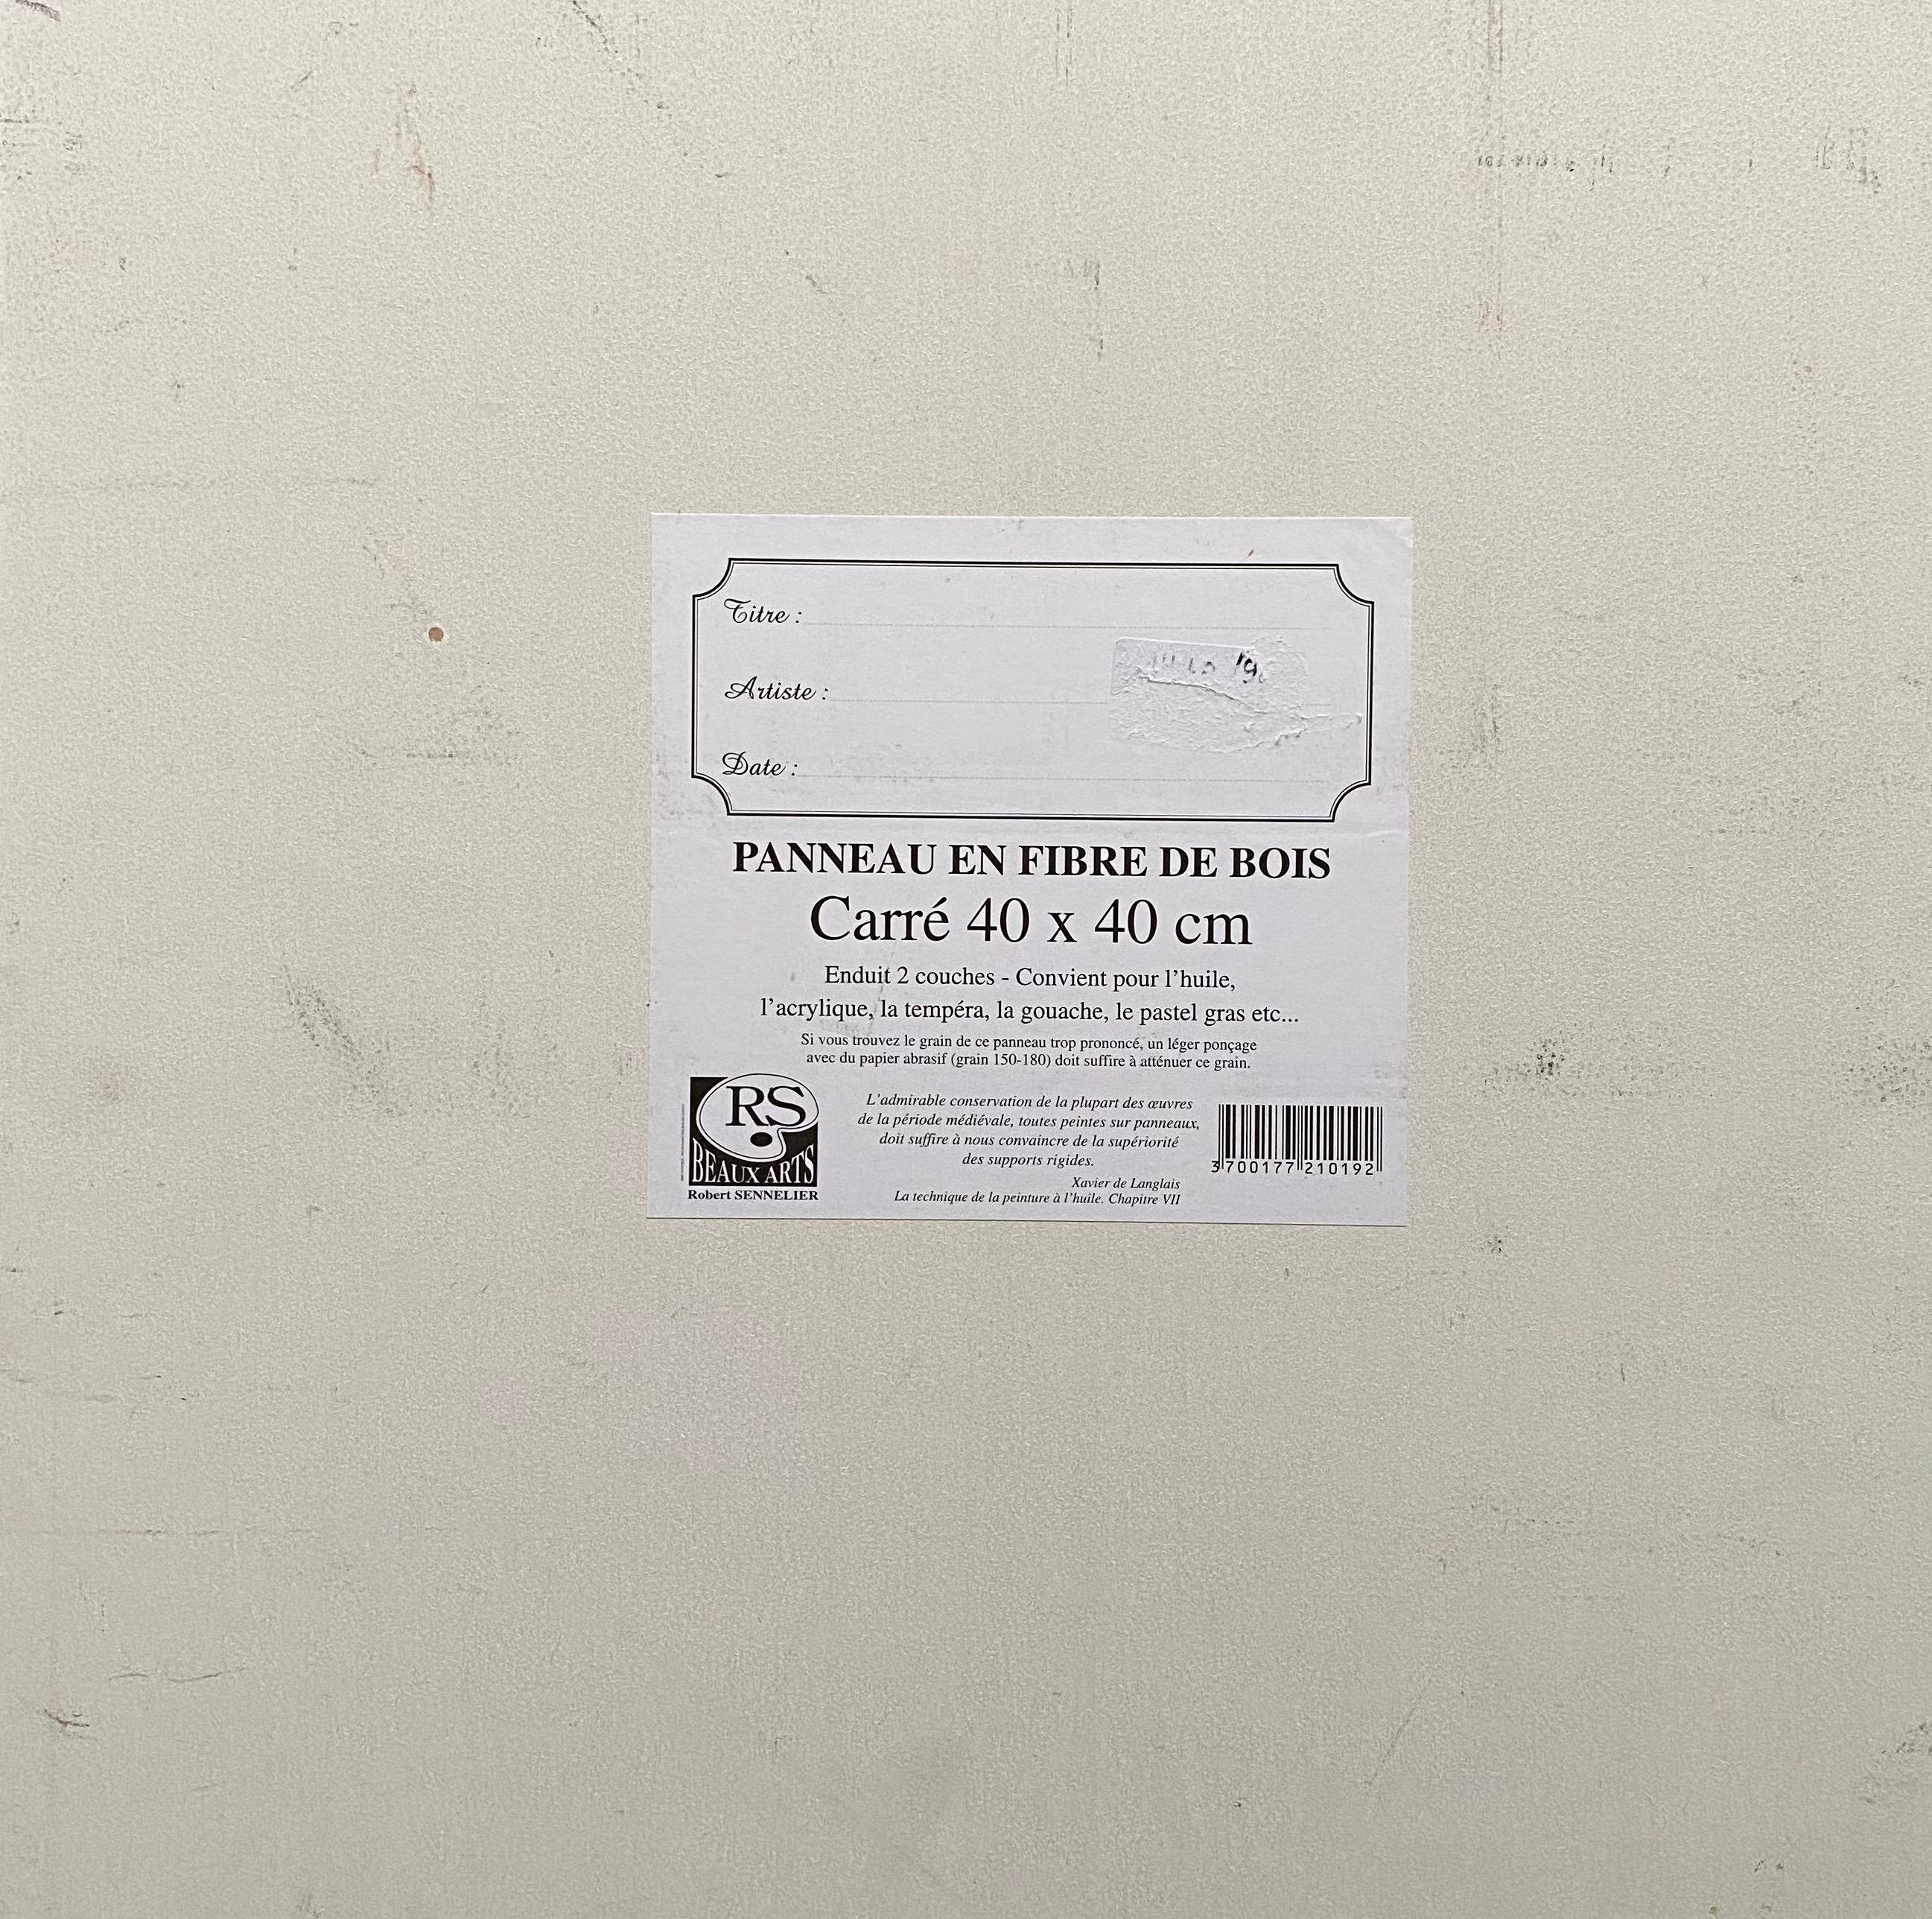 Titre :
Artiste :
Date :
PANNEAU EN FIBRE DE BOIS
Carré 40 x 40 cm
Enduit 2 couches - Convient pour l'huile,
l'acrylique, la tempéra, la gouache, le pastel gras etc...
Si vous trouvez le grain de ce panneau trop prononcé, un léger ponçage
avec du papier abrasif (grain 150-180) doit suffire à atténuer ce grain.
RS
BEAUX ARTS
Robert SENNELIER
L'admirable conservation de la plupart des œuvres
de la période médiévale, toutes peintes sur panneaux,
doit suffire à nous convaincre de la supériorité
des supports rigides.
Xavier de Langlais
La technique de la peinture à l'huile. Chapitre VII
3 700177 210192